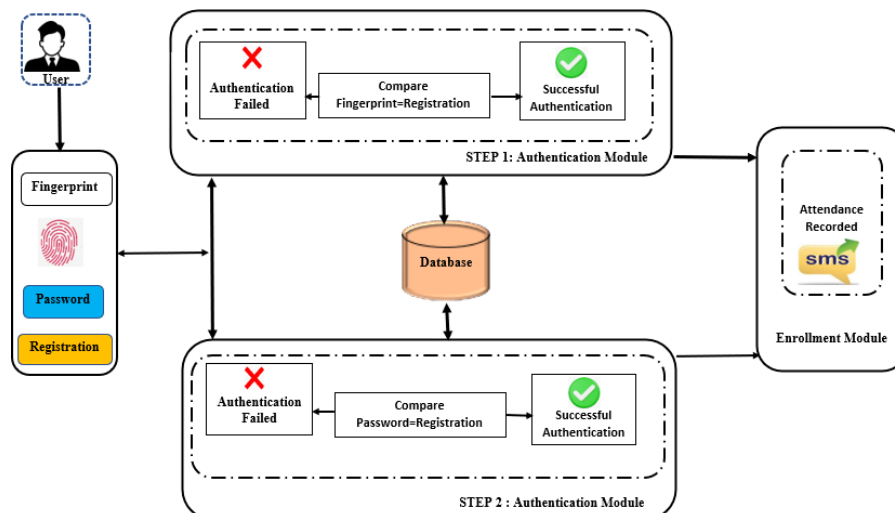 User
Fingerprint
Password
Registration
Authentication
Failed
Compare
Fingerprint=Registration
Successful
Authentication
STEP 1: Authentication Module
Database
Authentication
Failed
Compare
Password=Registration
Successful
Authentication
STEP 2 : Authentication Module
Attendance
Recorded
sms
Enrollment Module